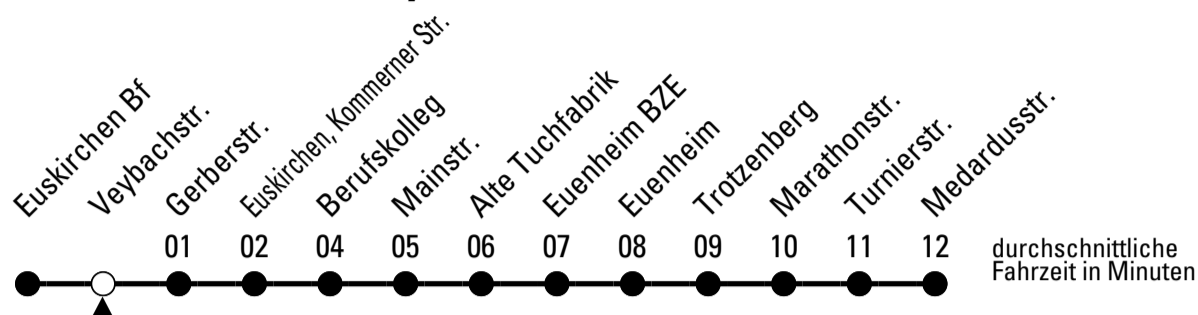 Euskirchen Bf
Veybachstr.
Gerberstr.
Euskirchen, Kommerner Str.
Berufskolleg
Mainstr.
Alte Tuchfabrik
Euenheim BZE
Euenheim
Trotzenberg
Marathonstr.
Turnierstr.
Medardusstr.
01 02 04 05 06 07 08 09 10 11 12
durchschnittliche
Fahrzeit in Minuten